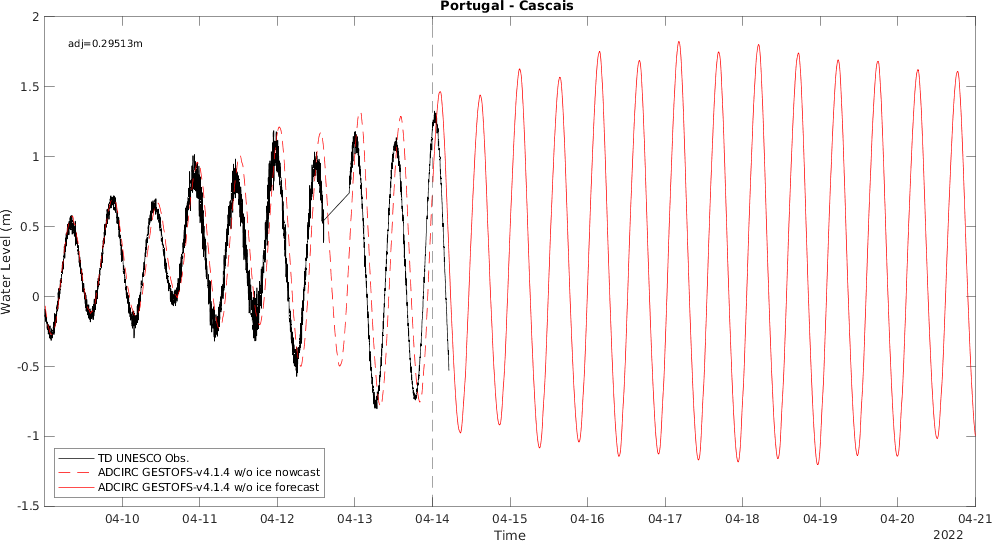 Portugal - Cascais
adj=0.29513m
2
1.5
1
0.5
0
-0.5
-1
-1.5
Water Level (m)
TD UNESCO Obs.
ADCIRC GESTOFS-v4.1.4 w/o ice nowcast
ADCIRC GESTOFS-v4.1.4 w/o ice forecast
04-10 04-11 04-12 04-13 04-14 04-15 04-16 04-17 04-18 04-19 04-20 04-21
Time
2022